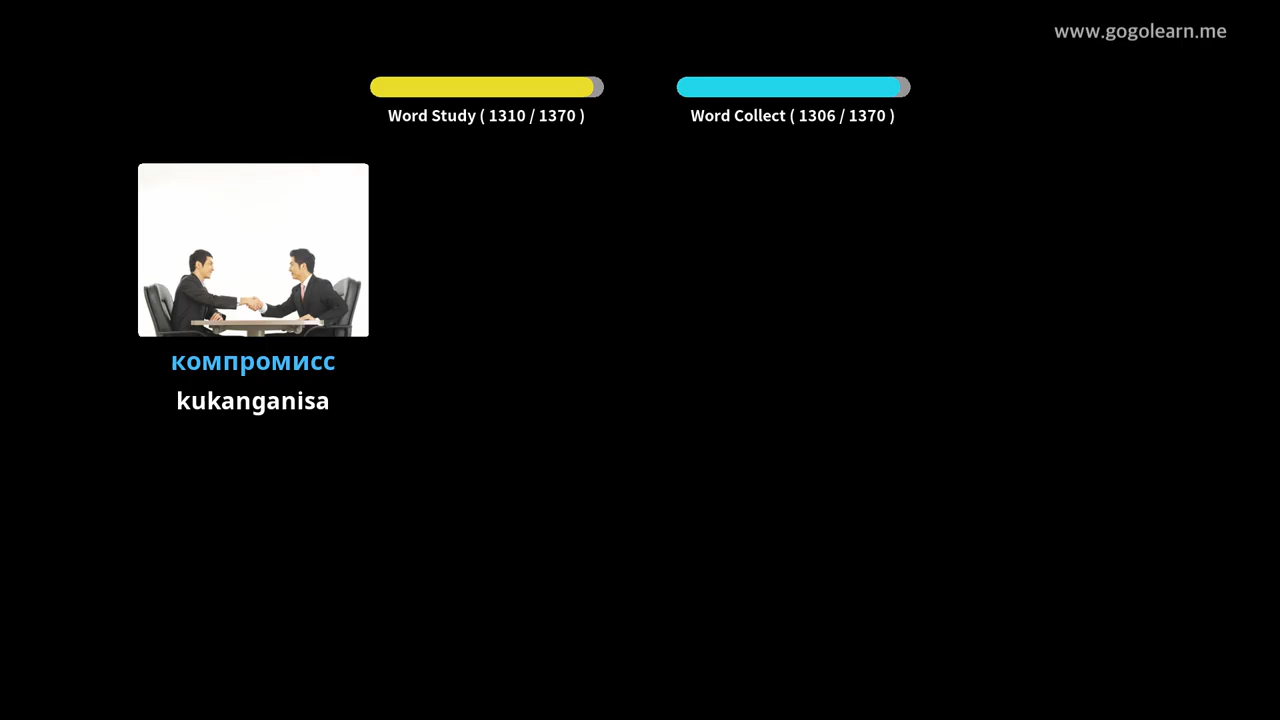 www.gogolearn.me
Word Study ( 1310 / 1370 )
Word Collect ( 1306 / 1370 )
компромисс
kukanganisa